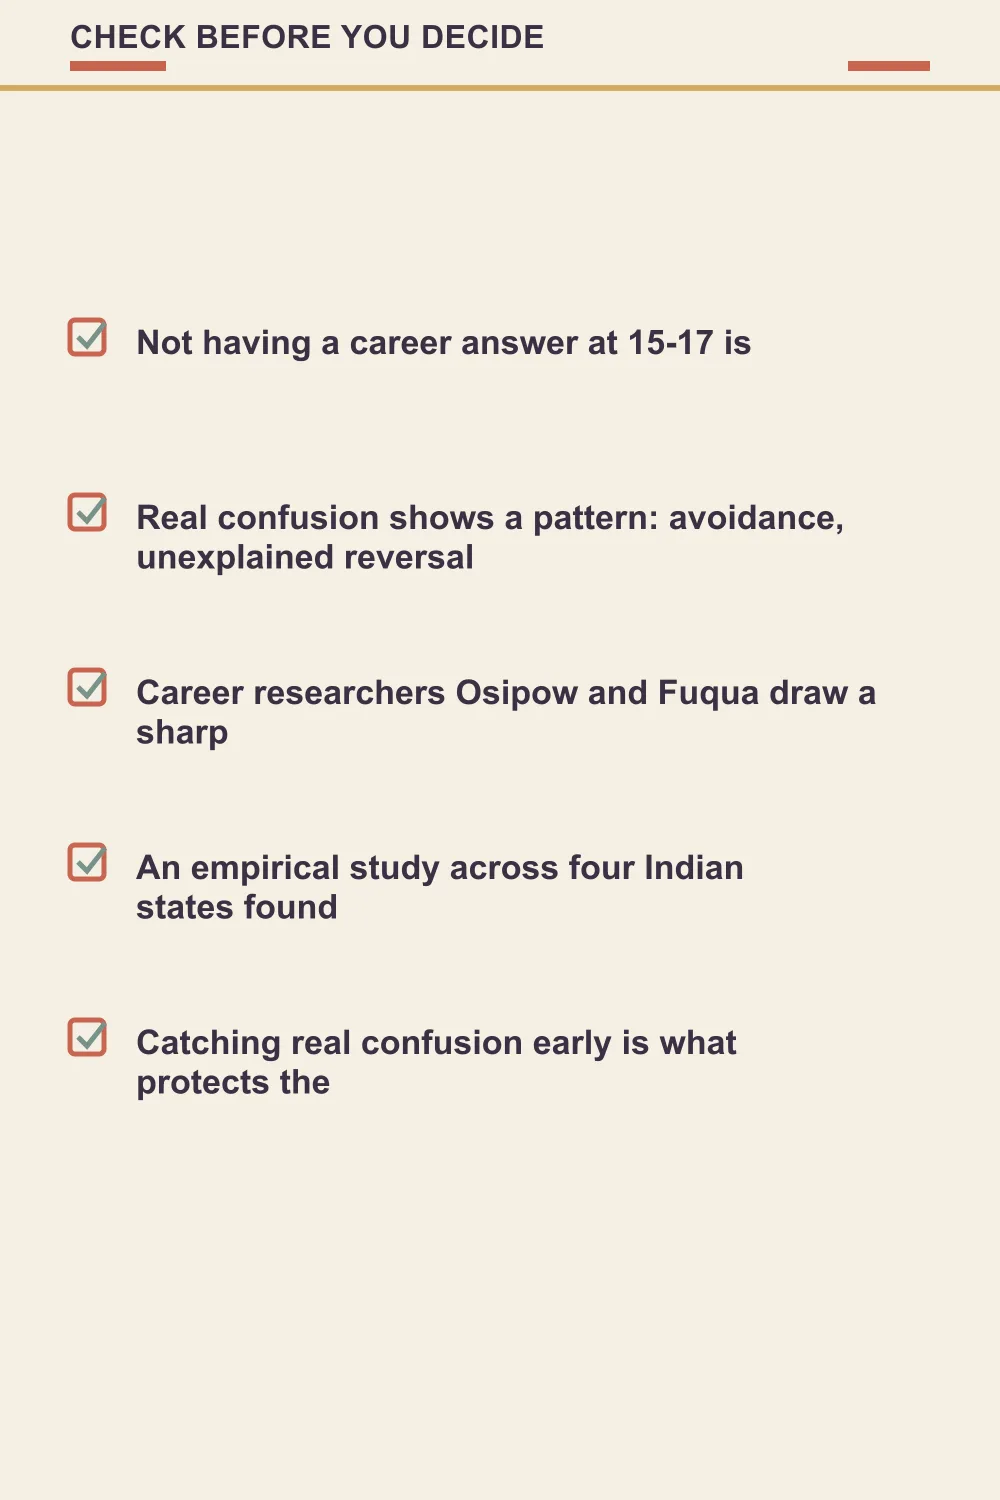 CHECK BEFORE YOU DECIDE
Not having a career answer at 15-17 is
Real confusion shows a pattern: avoidance,
unexplained reversal
Career researchers Osipow and Fuqua draw a
sharp
An empirical study across four Indian
states found
Catching real confusion early is what
protects the